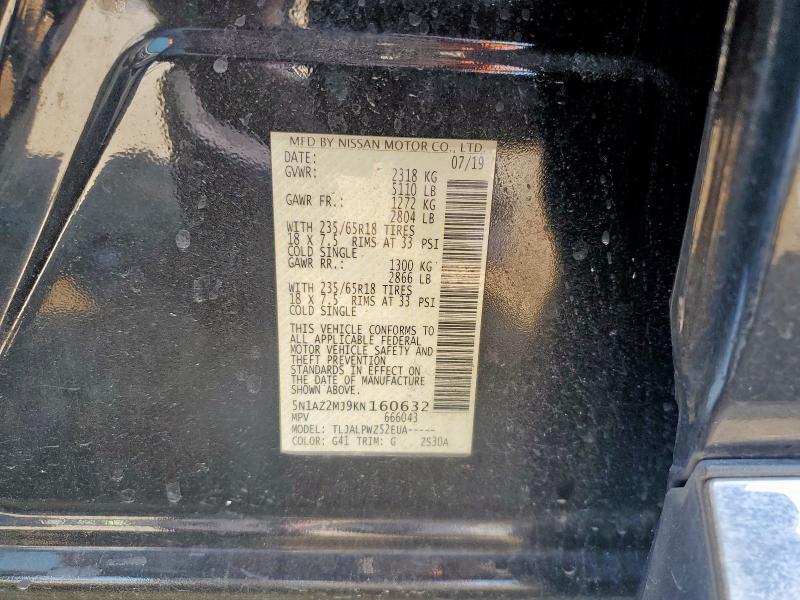 MFD BY NISSAN MOTOR CO., LTD.
DATE: 07/19
GVWR: 2318 KG
5110 LB
GAWR FR.: 1272 KG
2804 LB
WITH 235/65R18 TIRES
18 X 7.5 RIMS AT 33 PSI
COLD SINGLE
GAWR RR.: 1300 KG
2866 LB
WITH 235/65R18 TIRES
18 X 7.5 RIMS AT 33 PSI
COLD SINGLE
THIS VEHICLE CONFORMS TO
ALL APPLICABLE FEDERAL
MOTOR VEHICLE SAFETY AND
THEFT PREVENTION
STANDARDS IN EFFECT ON
THE DATE OF MANUFACTURE
SHOWN ABOVE.
5N1AZ2MJ9KN160632
MPV 666043
MODEL: TLJALPWZ52EUA-----
COLOR: G41 TRIM: G 2S30A